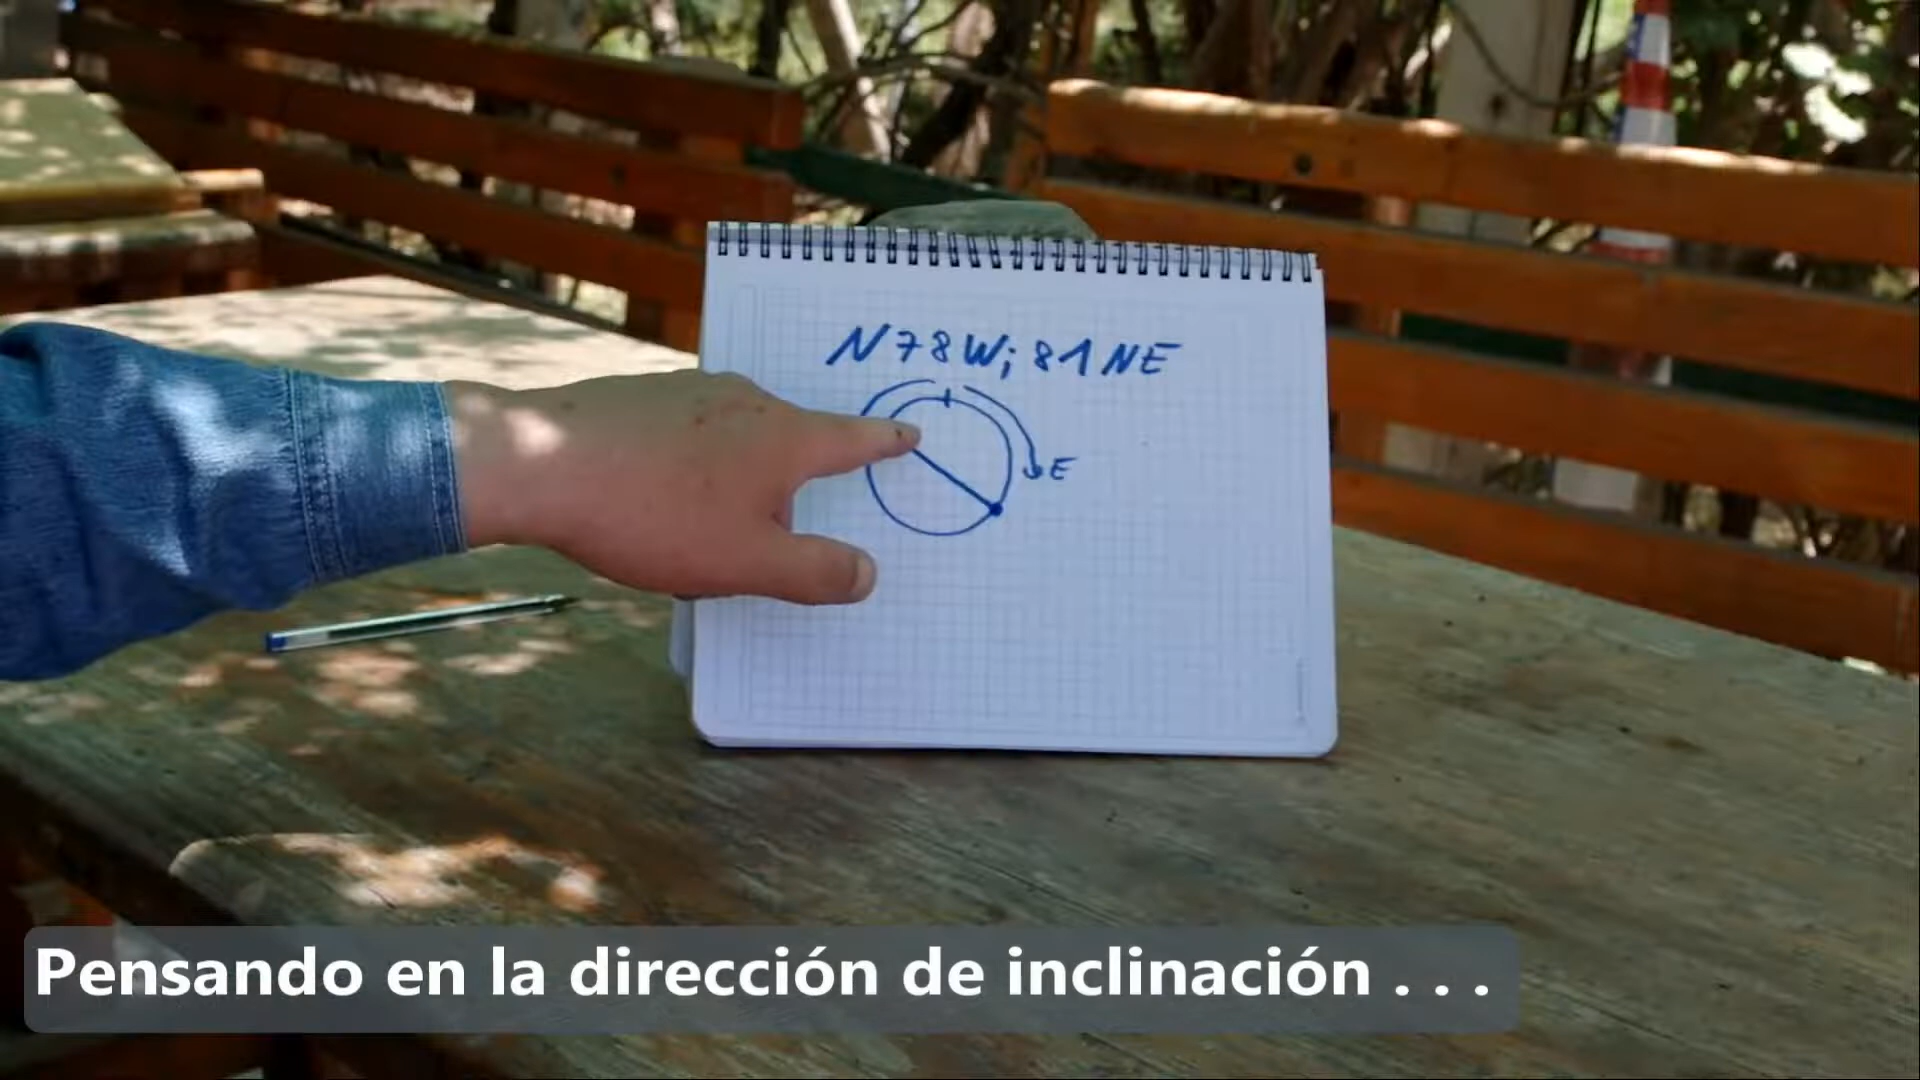 N78W; 81NE
E
Pensando en la dirección de inclinación . . .